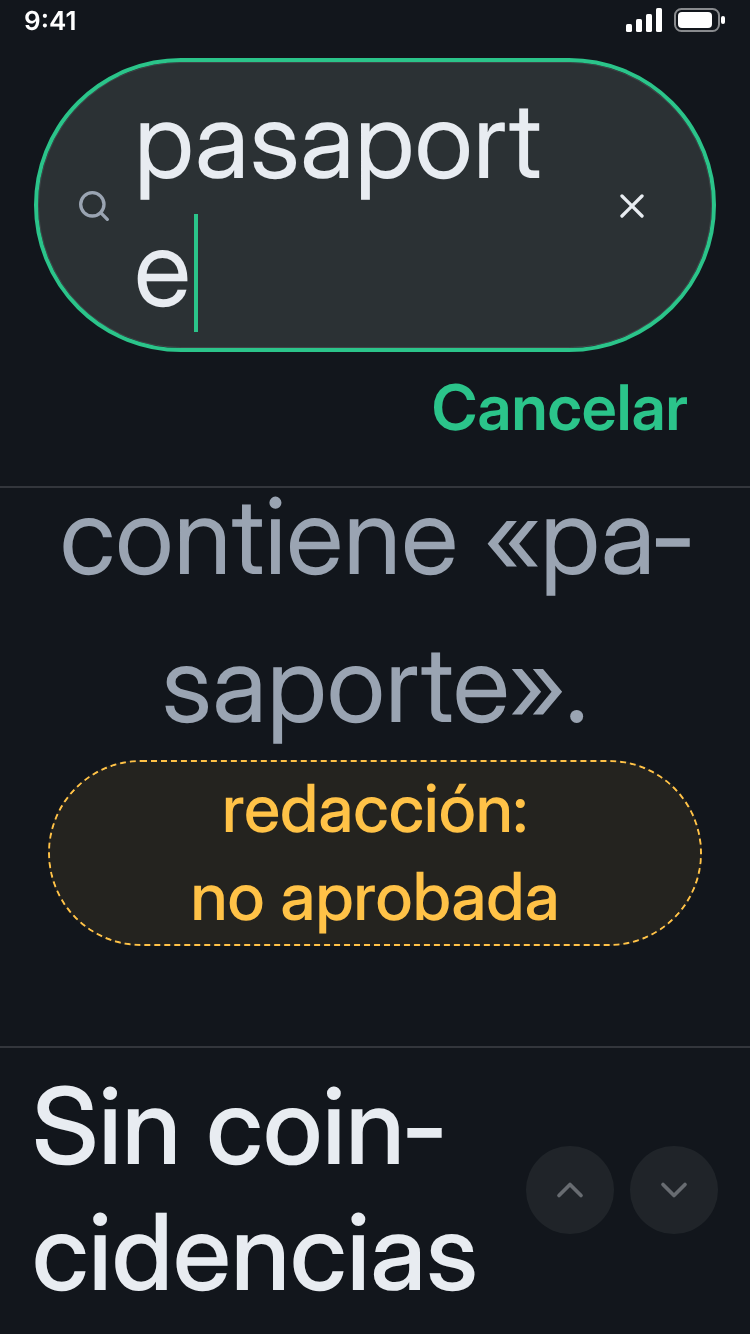 9:41
pasaport
e
Cancelar
contiene «pa-
saporte».
redacción:
no aprobada
Sin coin-
cidencias